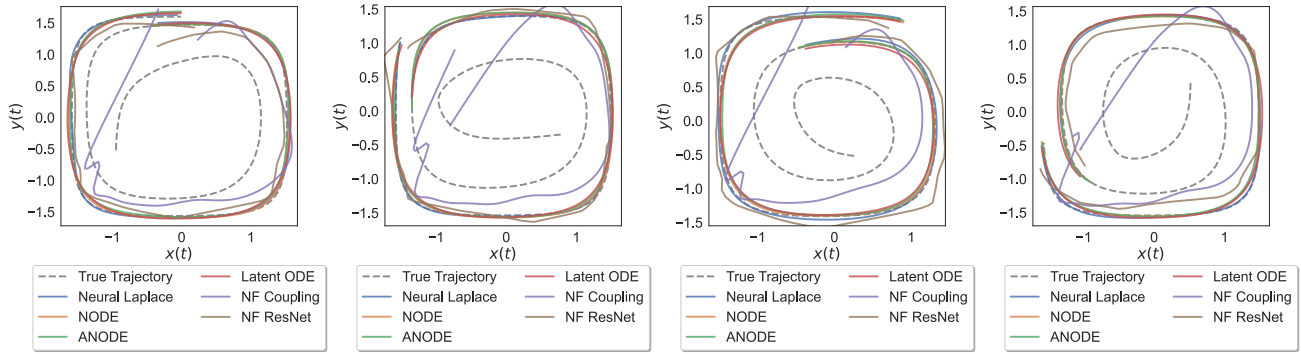 1.5
1.0
0.5
0.0
−0.5
−1.0
−1.5
y(t)
−1 0 1
x(t)
True Trajectory Latent ODE
Neural Laplace NF Coupling
NODE NF ResNet
ANODE
1.5
1.0
0.5
0.0
−0.5
−1.0
−1.5
y(t)
−1 0 1
x(t)
True Trajectory Latent ODE
Neural Laplace NF Coupling
NODE NF ResNet
ANODE
1.5
1.0
0.5
0.0
−0.5
−1.0
−1.5
y(t)
−1 0 1
x(t)
True Trajectory Latent ODE
Neural Laplace NF Coupling
NODE NF ResNet
ANODE
1.5
1.0
0.5
0.0
−0.5
−1.0
−1.5
y(t)
−1 0 1
x(t)
True Trajectory Latent ODE
Neural Laplace NF Coupling
NODE NF ResNet
ANODE